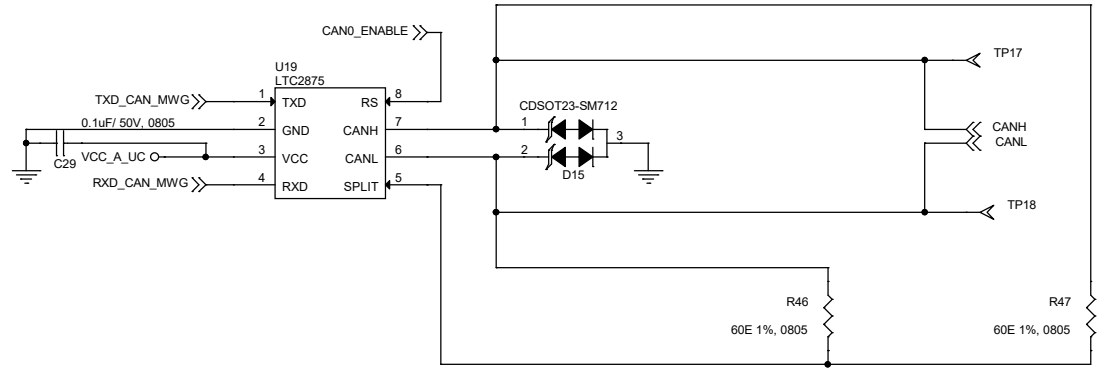 CAN0_ENABLE
TP17
U19
LTC2875
TXD_CAN_MWG
1
TXD
RS
8
CDSOT23-SM712
0.1uF/ 50V, 0805
2
GND
CANH
7
1
3
CANH
CANL
C29
VCC_A_UC
3
VCC
CANL
6
2
D15
RXD_CAN_MWG
4
RXD
SPLIT
5
TP18
R46
R47
60E 1%, 0805
60E 1%, 0805